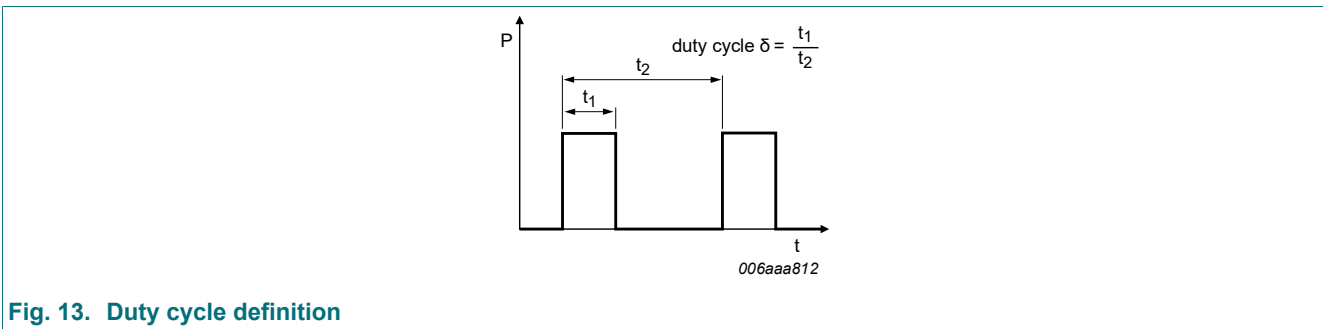 P
duty cycle δ = t1/t2
t2
t1
t
006aaa812
Fig. 13. Duty cycle definition